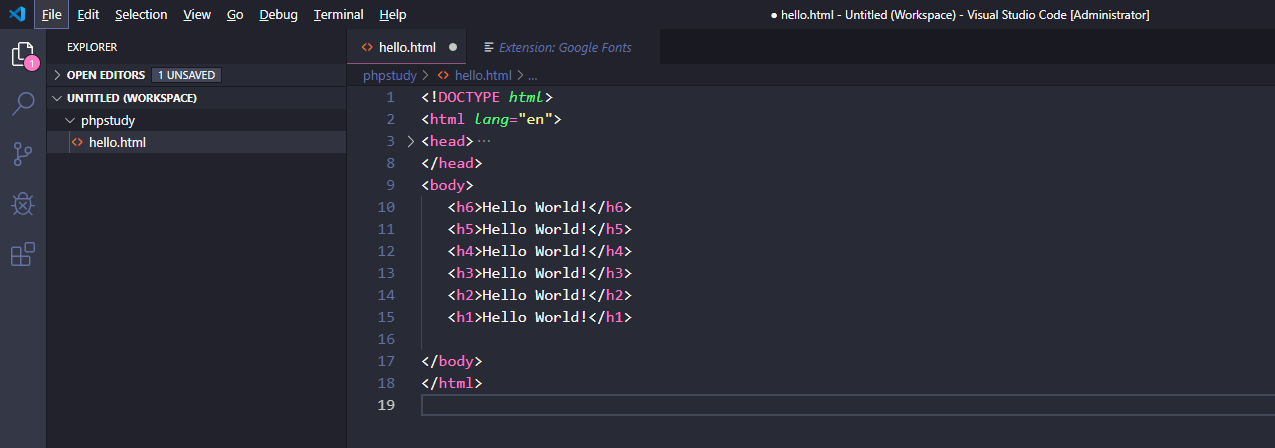 File Edit Selection View Go Debug Terminal Help ● hello.html - Untitled (Workspace) - Visual Studio Code [Administrator]
1
EXPLORER
OPEN EDITORS 1 UNSAVED
UNTITLED (WORKSPACE)
phpstudy
hello.html
hello.html ● Extension: Google Fonts
phpstudy > hello.html > ...
1 <!DOCTYPE html>
2 <html lang="en">
3 <head>···
8 </head>
9 <body>
10 <h6>Hello World!</h6>
11 <h5>Hello World!</h5>
12 <h4>Hello World!</h4>
13 <h3>Hello World!</h3>
14 <h2>Hello World!</h2>
15 <h1>Hello World!</h1>
16
17 </body>
18 </html>
19